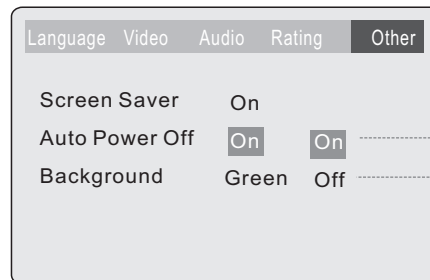 Language Video Audio Rating Other
Screen Saver On
Auto Power Off On On
Background Green Off